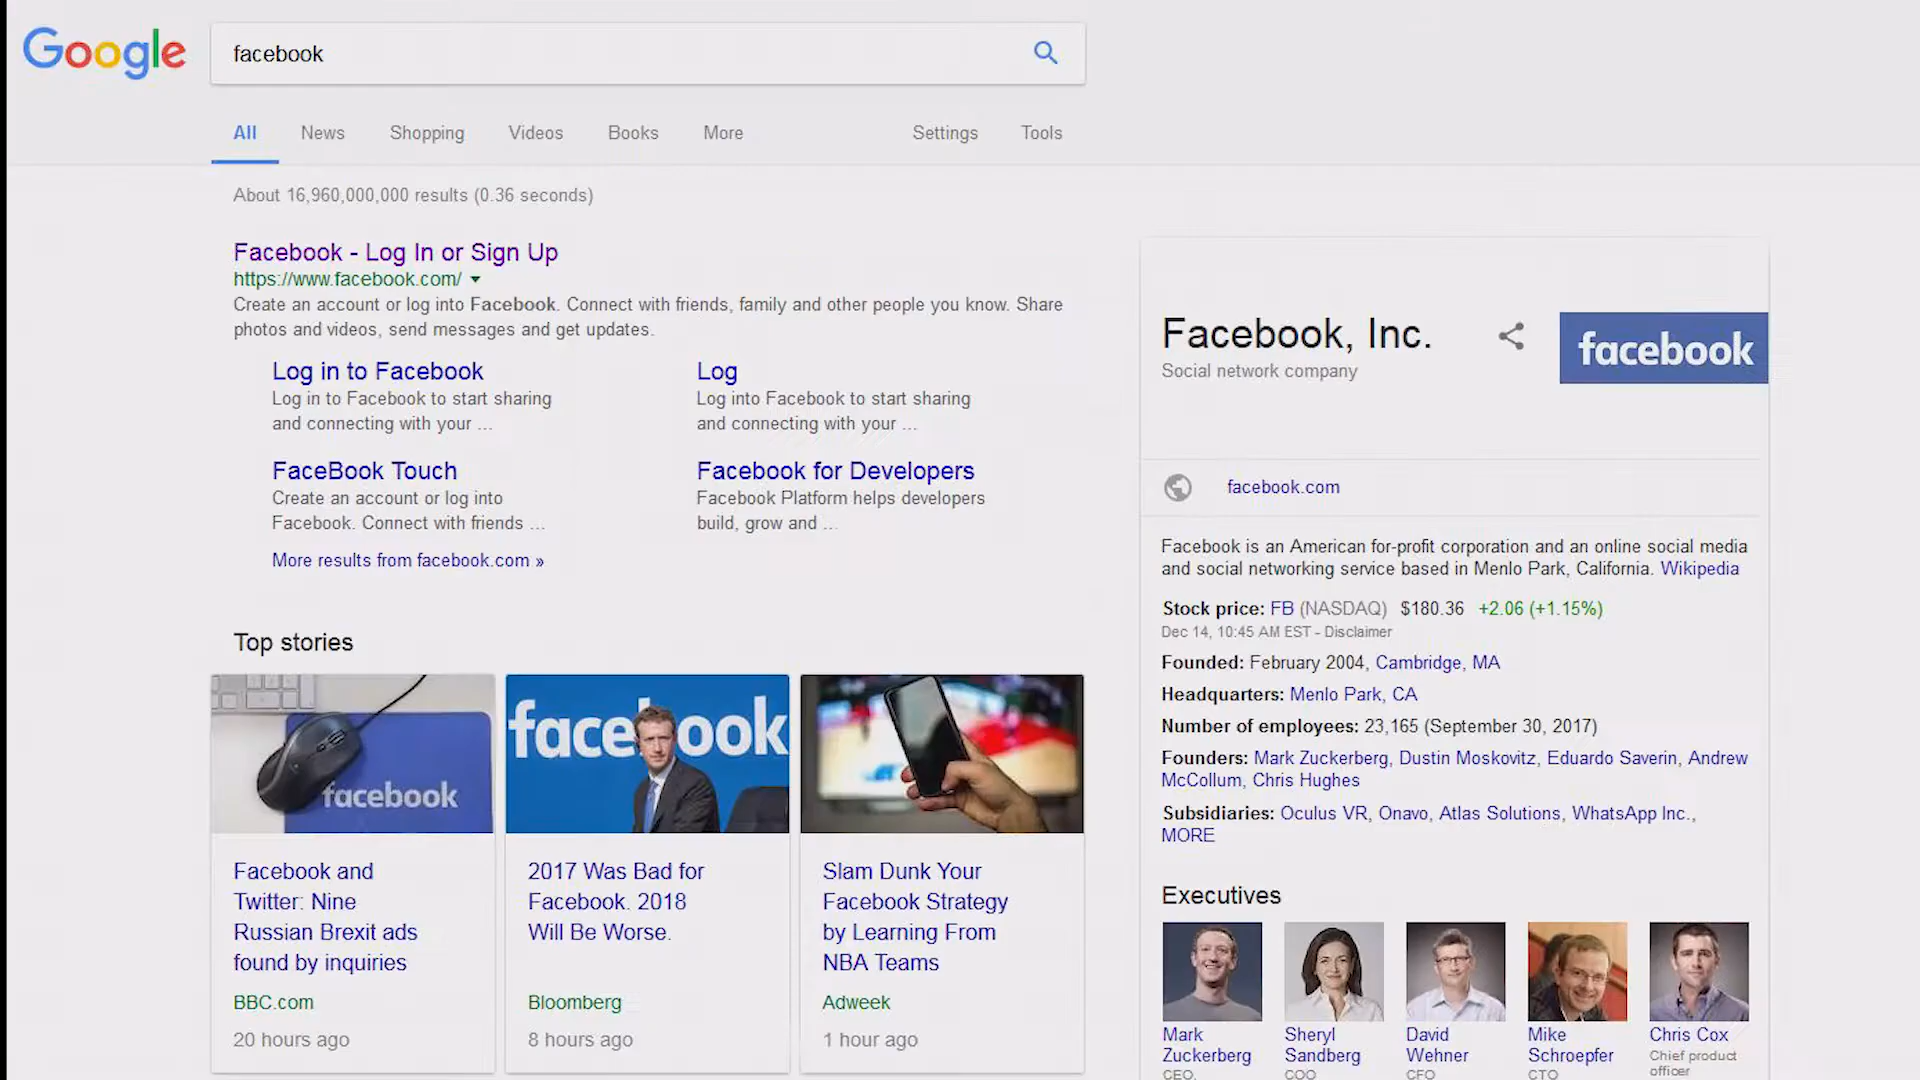 Google
facebook
All News Shopping Videos Books More Settings Tools
About 16,960,000,000 results (0.36 seconds)
Facebook - Log In or Sign Up
https://www.facebook.com/
Create an account or log into Facebook. Connect with friends, family and other people you know. Share
photos and videos, send messages and get updates.
Log in to Facebook
Log in to Facebook to start sharing
and connecting with your ...
Log
Log into Facebook to start sharing
and connecting with your ...
FaceBook Touch
Create an account or log into
Facebook. Connect with friends ...
Facebook for Developers
Facebook Platform helps developers
build, grow and ...
More results from facebook.com »
Top stories
facebook
Facebook and
Twitter: Nine
Russian Brexit ads
found by inquiries
BBC.com
20 hours ago
facebook
2017 Was Bad for
Facebook. 2018
Will Be Worse.
Bloomberg
8 hours ago
Slam Dunk Your
Facebook Strategy
by Learning From
NBA Teams
Adweek
1 hour ago
Facebook, Inc.
Social network company
facebook
facebook.com
Facebook is an American for-profit corporation and an online social media
and social networking service based in Menlo Park, California. Wikipedia
Stock price: FB (NASDAQ) $180.36 +2.06 (+1.15%)
Dec 14, 10:45 AM EST - Disclaimer
Founded: February 2004, Cambridge, MA
Headquarters: Menlo Park, CA
Number of employees: 23,165 (September 30, 2017)
Founders: Mark Zuckerberg, Dustin Moskovitz, Eduardo Saverin, Andrew
McCollum, Chris Hughes
Subsidiaries: Oculus VR, Onavo, Atlas Solutions, WhatsApp Inc.,
MORE
Executives
Mark
Zuckerberg
CEO,
Sheryl
Sandberg
COO
David
Wehner
CFO
Mike
Schroepfer
CTO
Chris Cox
Chief product
officer